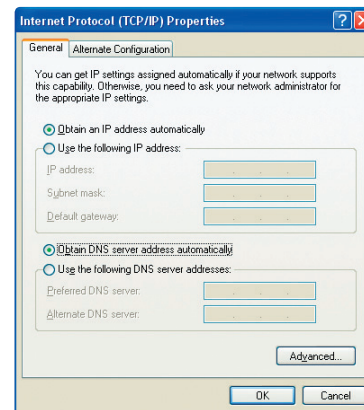 Internet Protocol (TCP/IP) Properties
General
Alternate Configuration
You can get IP settings assigned automatically if your network supports
this capability. Otherwise, you need to ask your network administrator for
the appropriate IP settings.
Obtain an IP address automatically
Use the following IP address:
IP address:
Subnet mask:
Default gateway:
Obtain DNS server address automatically
Use the following DNS server addresses:
Preferred DNS server:
Alternate DNS server:
Advanced...
OK
Cancel